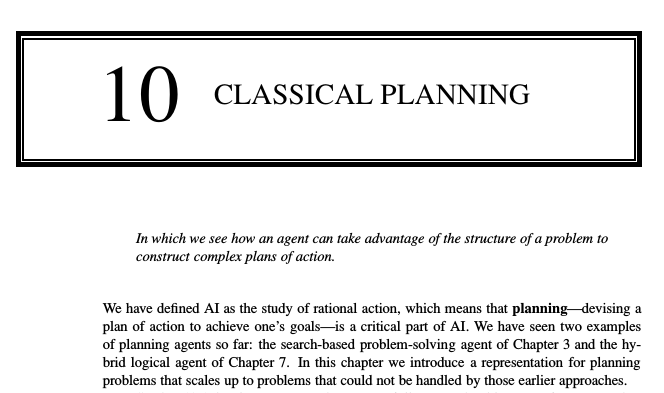 10 CLASSICAL PLANNING
In which we see how an agent can take advantage of the structure of a problem to
construct complex plans of action.
We have defined AI as the study of rational action, which means that planning—devising a
plan of action to achieve one's goals—is a critical part of AI. We have seen two examples
of planning agents so far: the search-based problem-solving agent of Chapter 3 and the hy-
brid logical agent of Chapter 7. In this chapter we introduce a representation for planning
problems that scales up to problems that could not be handled by those earlier approaches.